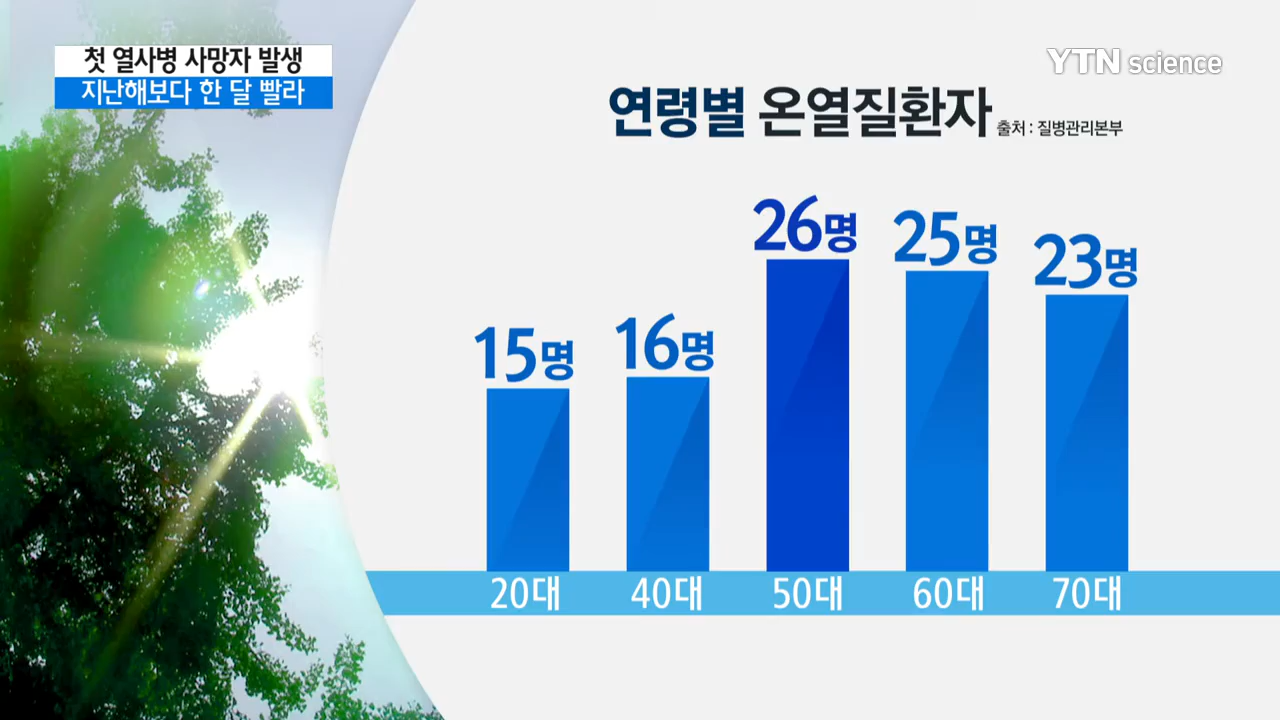 첫 열사병 사망자 발생
지난해보다 한 달 빨라
YTN science
연령별 온열질환자 출처 : 질병관리본부
15명 16명 26명 25명 23명
20대 40대 50대 60대 70대